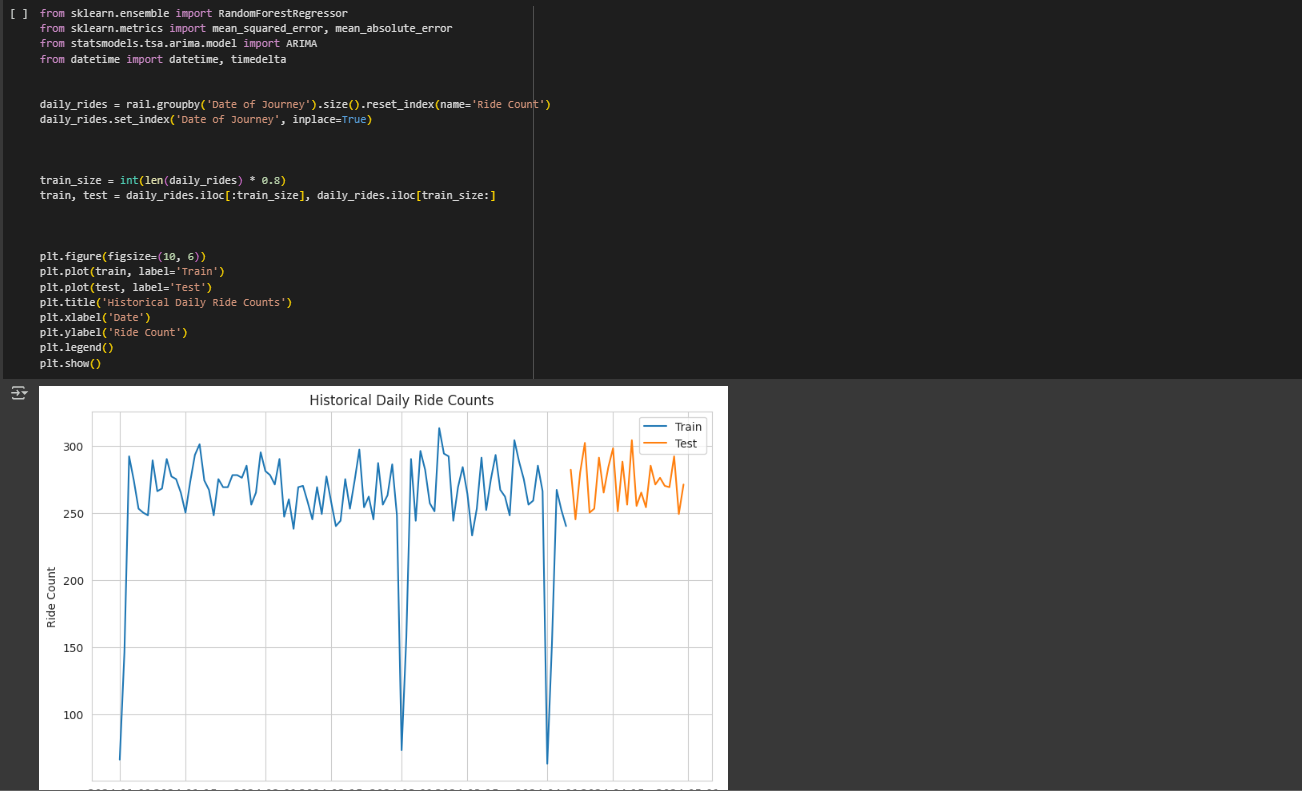 [ ] from sklearn.ensemble import RandomForestRegressor
from sklearn.metrics import mean_squared_error, mean_absolute_error
from statsmodels.tsa.arima.model import ARIMA
from datetime import datetime, timedelta
daily_rides = rail.groupby('Date of Journey').size().reset_index(name='Ride Count')
daily_rides.set_index('Date of Journey', inplace=True)
train_size = int(len(daily_rides) * 0.8)
train, test = daily_rides.iloc[:train_size], daily_rides.iloc[train_size:]
plt.figure(figsize=(10, 6))
plt.plot(train, label='Train')
plt.plot(test, label='Test')
plt.title('Historical Daily Ride Counts')
plt.xlabel('Date')
plt.ylabel('Ride Count')
plt.legend()
plt.show()
Historical Daily Ride Counts
Train
Test
300
250
200
150
100
Ride Count